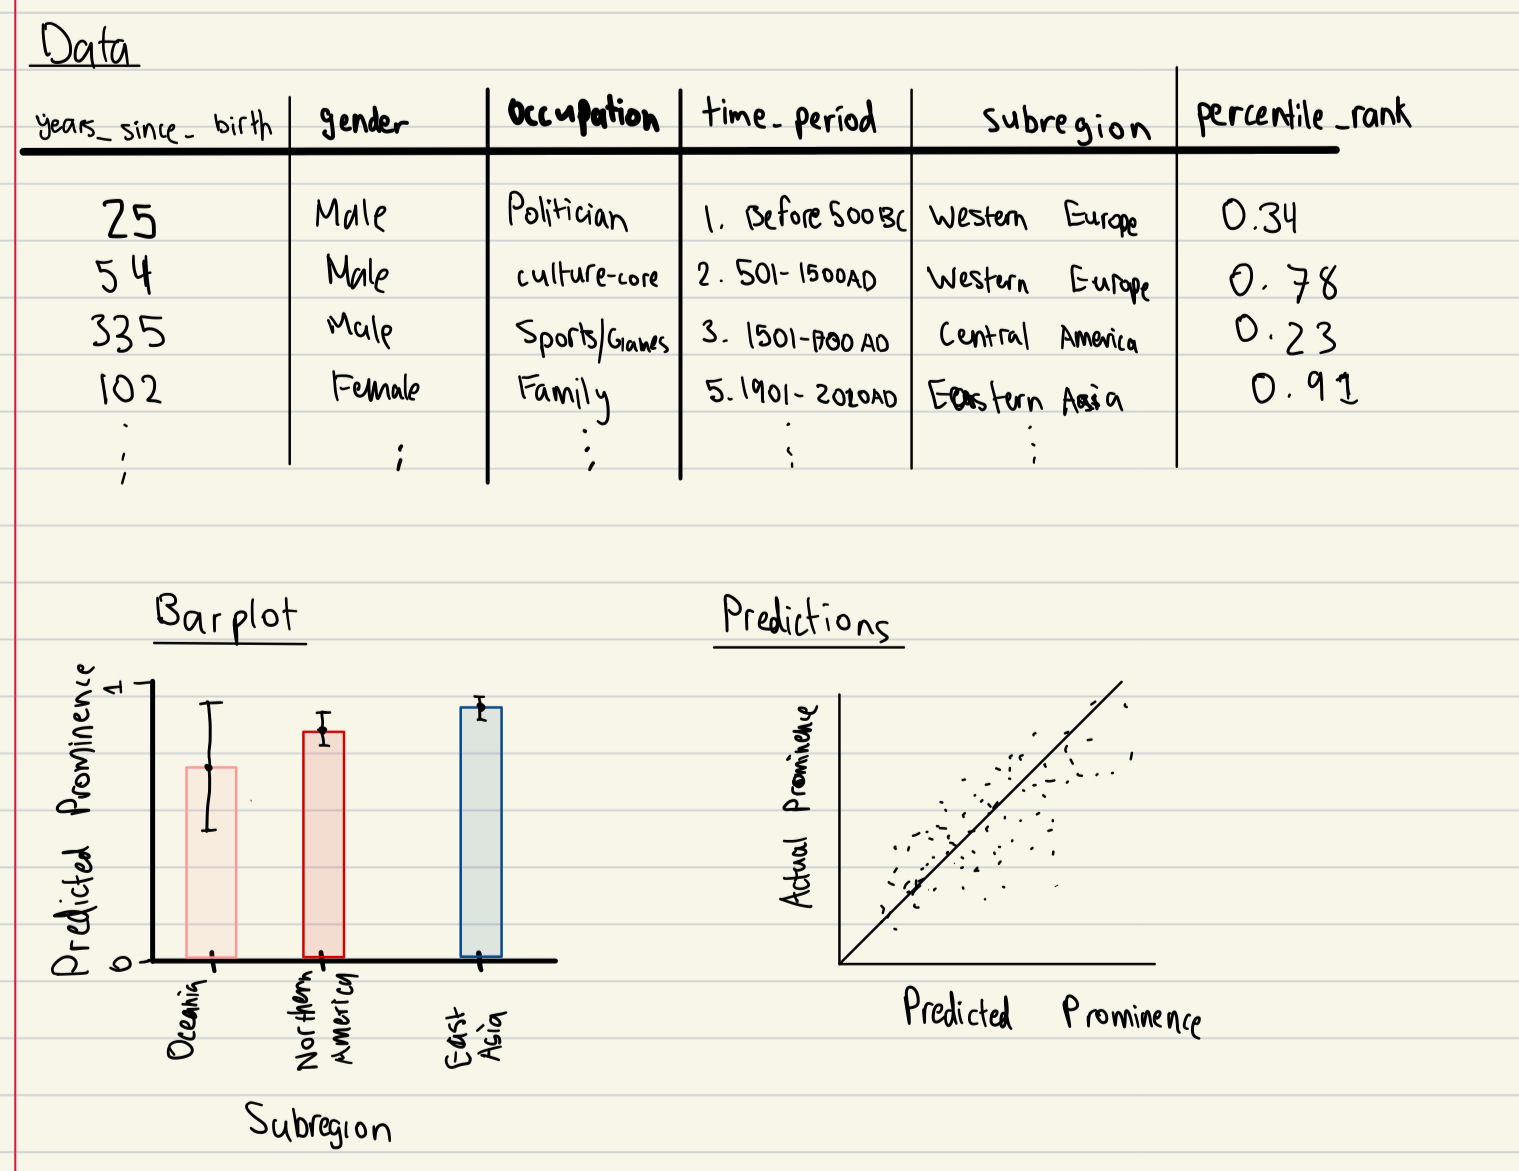 Data
years_since_birth gender occupation time_period subregion percentile_rank
25 Male Politician 1. Before 500BC Western Europe 0.34
54 Male culture-core 2. 501-1500AD Western Europe 0.78
335 Male Sports/Games 3. 1501-1700 AD Central America 0.23
102 Female Family 5. 1901-2020AD Eastern Asia 0.91
Barplot
Predicted Prominence
1
0
Oceania
Northern
America
East
Asia
Subregion
Predictions
Actual Prominence
Predicted Prominence